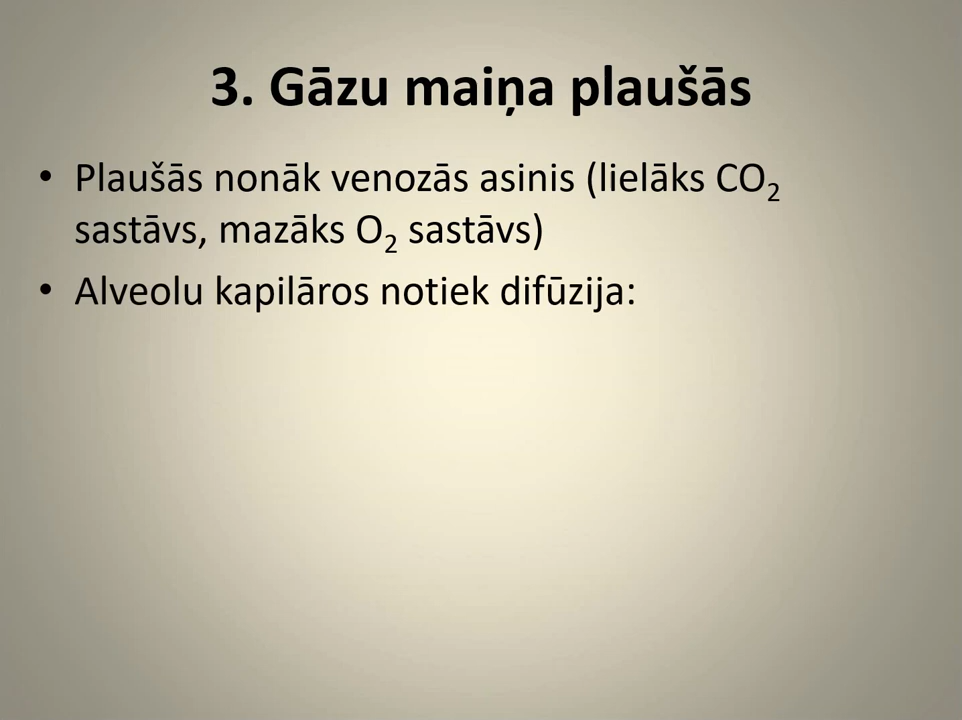 3. Gāzu maiņa plaušās
• Plaušās nonāk venozās asinis (lielāks CO₂
sastāvs, mazāks O₂ sastāvs)
• Alveolu kapilāros notiek difūzija: